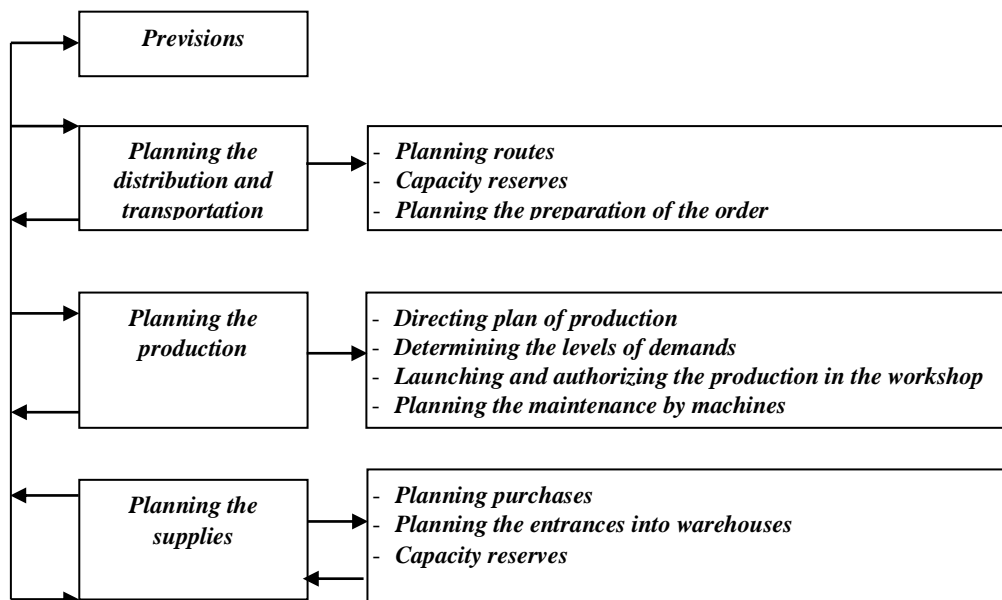 Previsions
Planning the
distribution and
transportation
- Planning routes
- Capacity reserves
- Planning the preparation of the order
Planning the
production
- Directing plan of production
- Determining the levels of demands
- Launching and authorizing the production in the workshop
- Planning the maintenance by machines
Planning the
supplies
- Planning purchases
- Planning the entrances into warehouses
- Capacity reserves